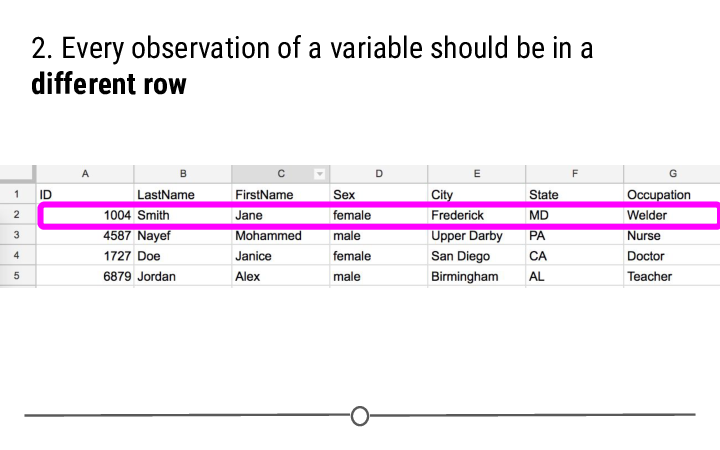 2. Every observation of a variable should be in a
different row
A B C D E F G
1 ID LastName FirstName Sex City State Occupation
2 1004 Smith Jane female Frederick MD Welder
3 4587 Nayef Mohammed male Upper Darby PA Nurse
4 1727 Doe Janice female San Diego CA Doctor
5 6879 Jordan Alex male Birmingham AL Teacher